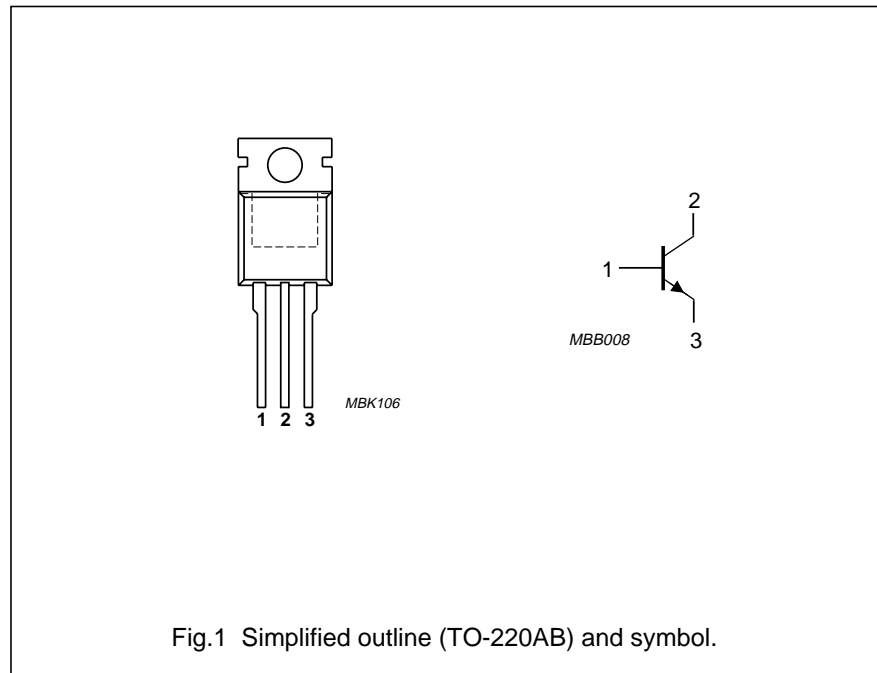 2
1
MBB008
3
MBK106
1 2 3
Fig.1 Simplified outline (TO-220AB) and symbol.